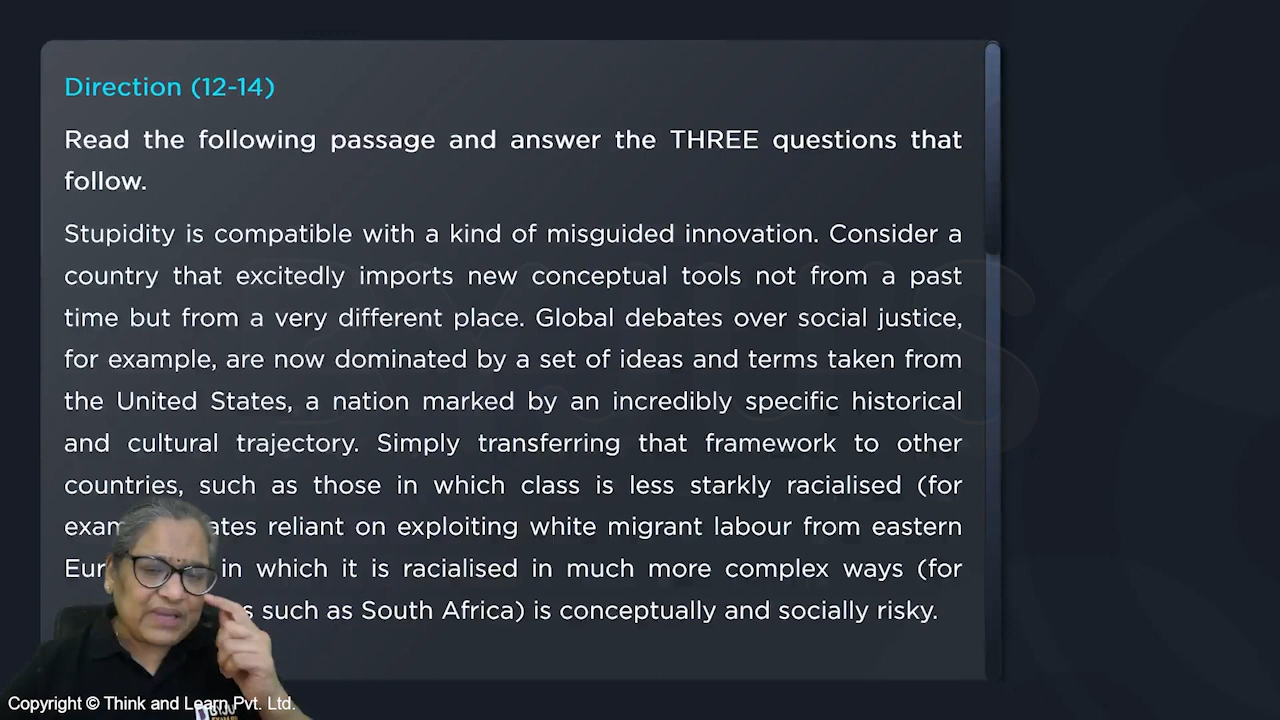 Direction (12-14)
Read the following passage and answer the THREE questions that
follow.
Stupidity is compatible with a kind of misguided innovation. Consider a
country that excitedly imports new conceptual tools not from a past
time but from a very different place. Global debates over social justice,
for example, are now dominated by a set of ideas and terms taken from
the United States, a nation marked by an incredibly specific historical
and cultural trajectory. Simply transferring that framework to other
countries, such as those in which class is less starkly racialised (for
reliant on exploiting white migrant labour from eastern
in which it is racialised in much more complex ways (for
such as South Africa) is conceptually and socially risky.
Copyright © Think and Learn Pvt. Ltd.